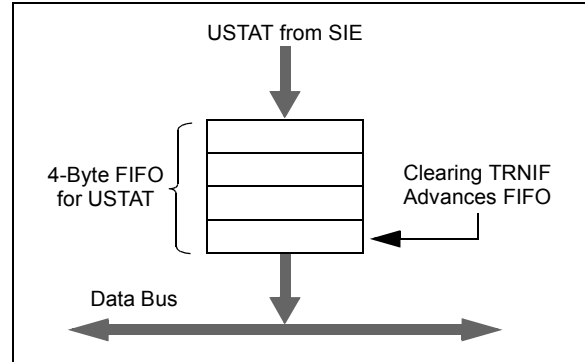 USTAT from SIE
4-Byte FIFO
for USTAT
Clearing TRNIF
Advances FIFO
Data Bus